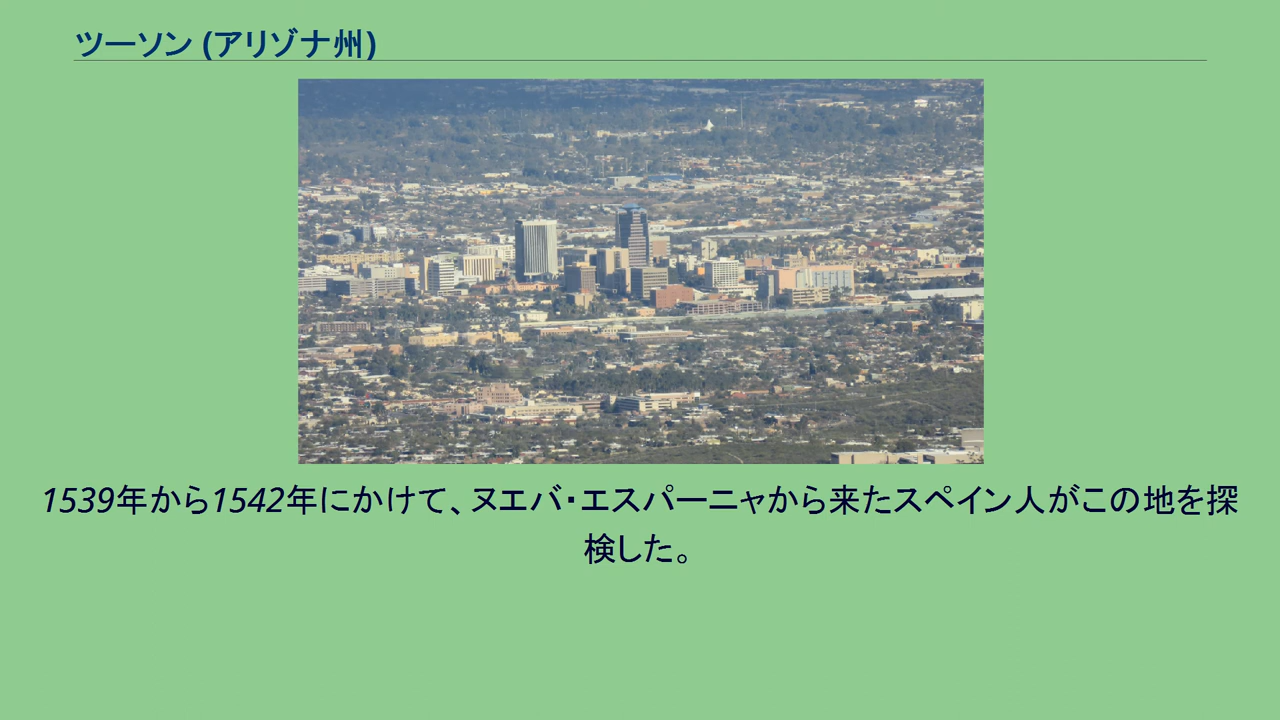 ツーソン (アリゾナ州)
1539年から1542年にかけて、ヌエバ・エスパーニャから来たスペイン人がこの地を探
検した。